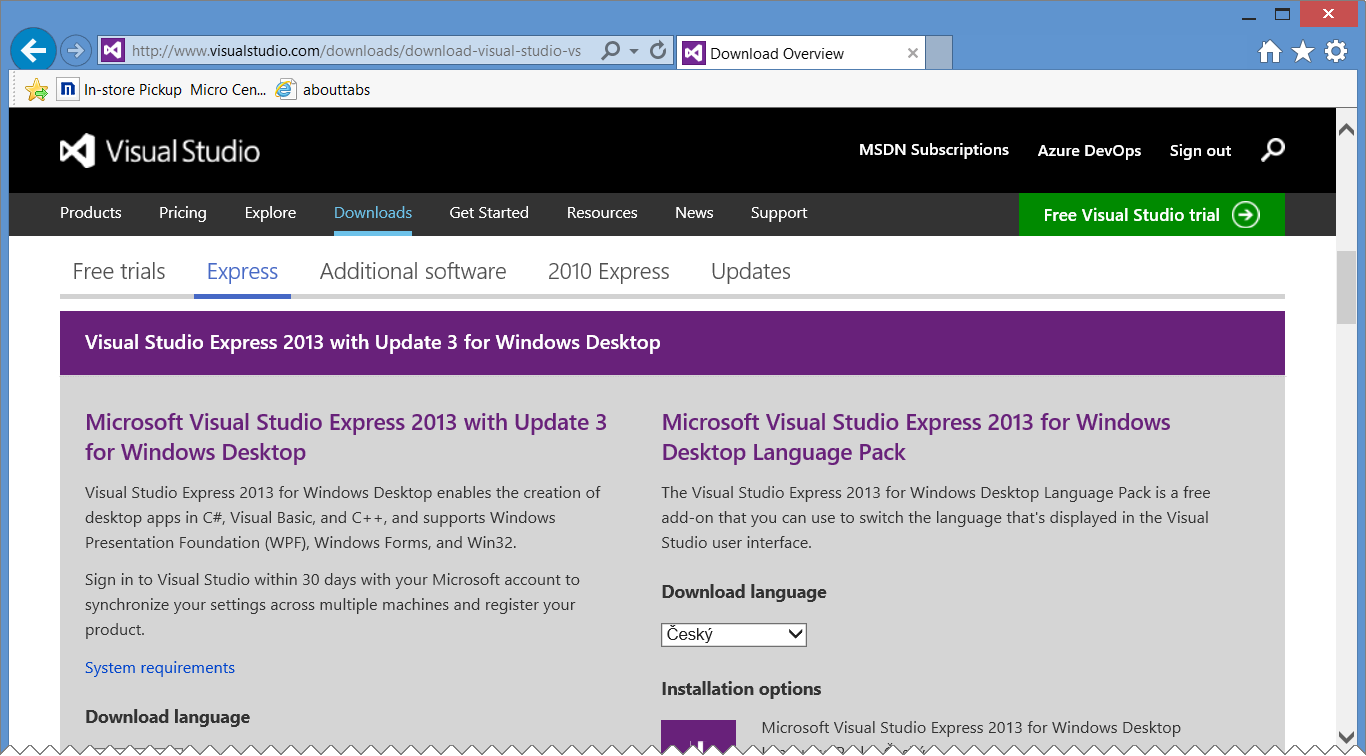 http://www.visualstudio.com/downloads/download-visual-studio-vs
Download Overview
In-store Pickup Micro Cen... abouttabs
Visual Studio
MSDN Subscriptions Azure DevOps Sign out
Products Pricing Explore Downloads Get Started Resources News Support
Free Visual Studio trial
Free trials Express Additional software 2010 Express Updates
Visual Studio Express 2013 with Update 3 for Windows Desktop
Microsoft Visual Studio Express 2013 with Update 3
for Windows Desktop
Visual Studio Express 2013 for Windows Desktop enables the creation of
desktop apps in C#, Visual Basic, and C++, and supports Windows
Presentation Foundation (WPF), Windows Forms, and Win32.
Sign in to Visual Studio within 30 days with your Microsoft account to
synchronize your settings across multiple machines and register your
product.
System requirements
Download language
Microsoft Visual Studio Express 2013 for Windows
Desktop Language Pack
The Visual Studio Express 2013 for Windows Desktop Language Pack is a free
add-on that you can use to switch the language that's displayed in the Visual
Studio user interface.
Download language
Český
Installation options
Microsoft Visual Studio Express 2013 for Windows Desktop